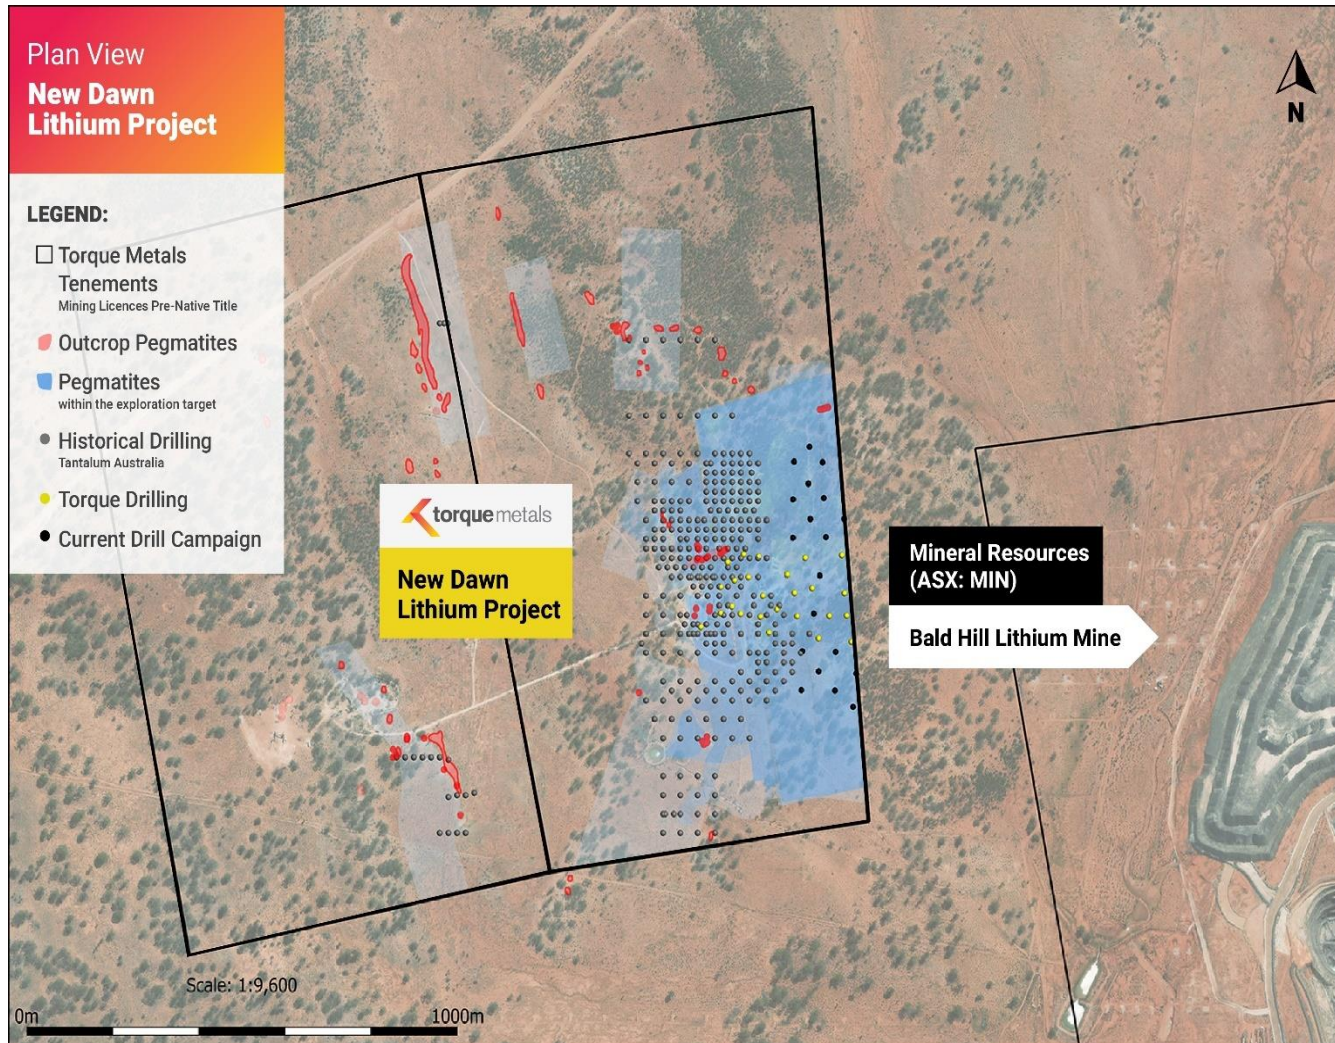 Plan View
New Dawn
Lithium Project
N
LEGEND:
Torque Metals
Tenements
Mining Licences Pre-Native Title
Outcrop Pegmatites
Pegmatites
within the exploration target
Historical Drilling
Tantalum Australia
Torque Drilling
Current Drill Campaign
torquemetals
New Dawn
Lithium Project
Mineral Resources
(ASX: MIN)
Bald Hill Lithium Mine
Scale: 1:9,600
0m
1000m